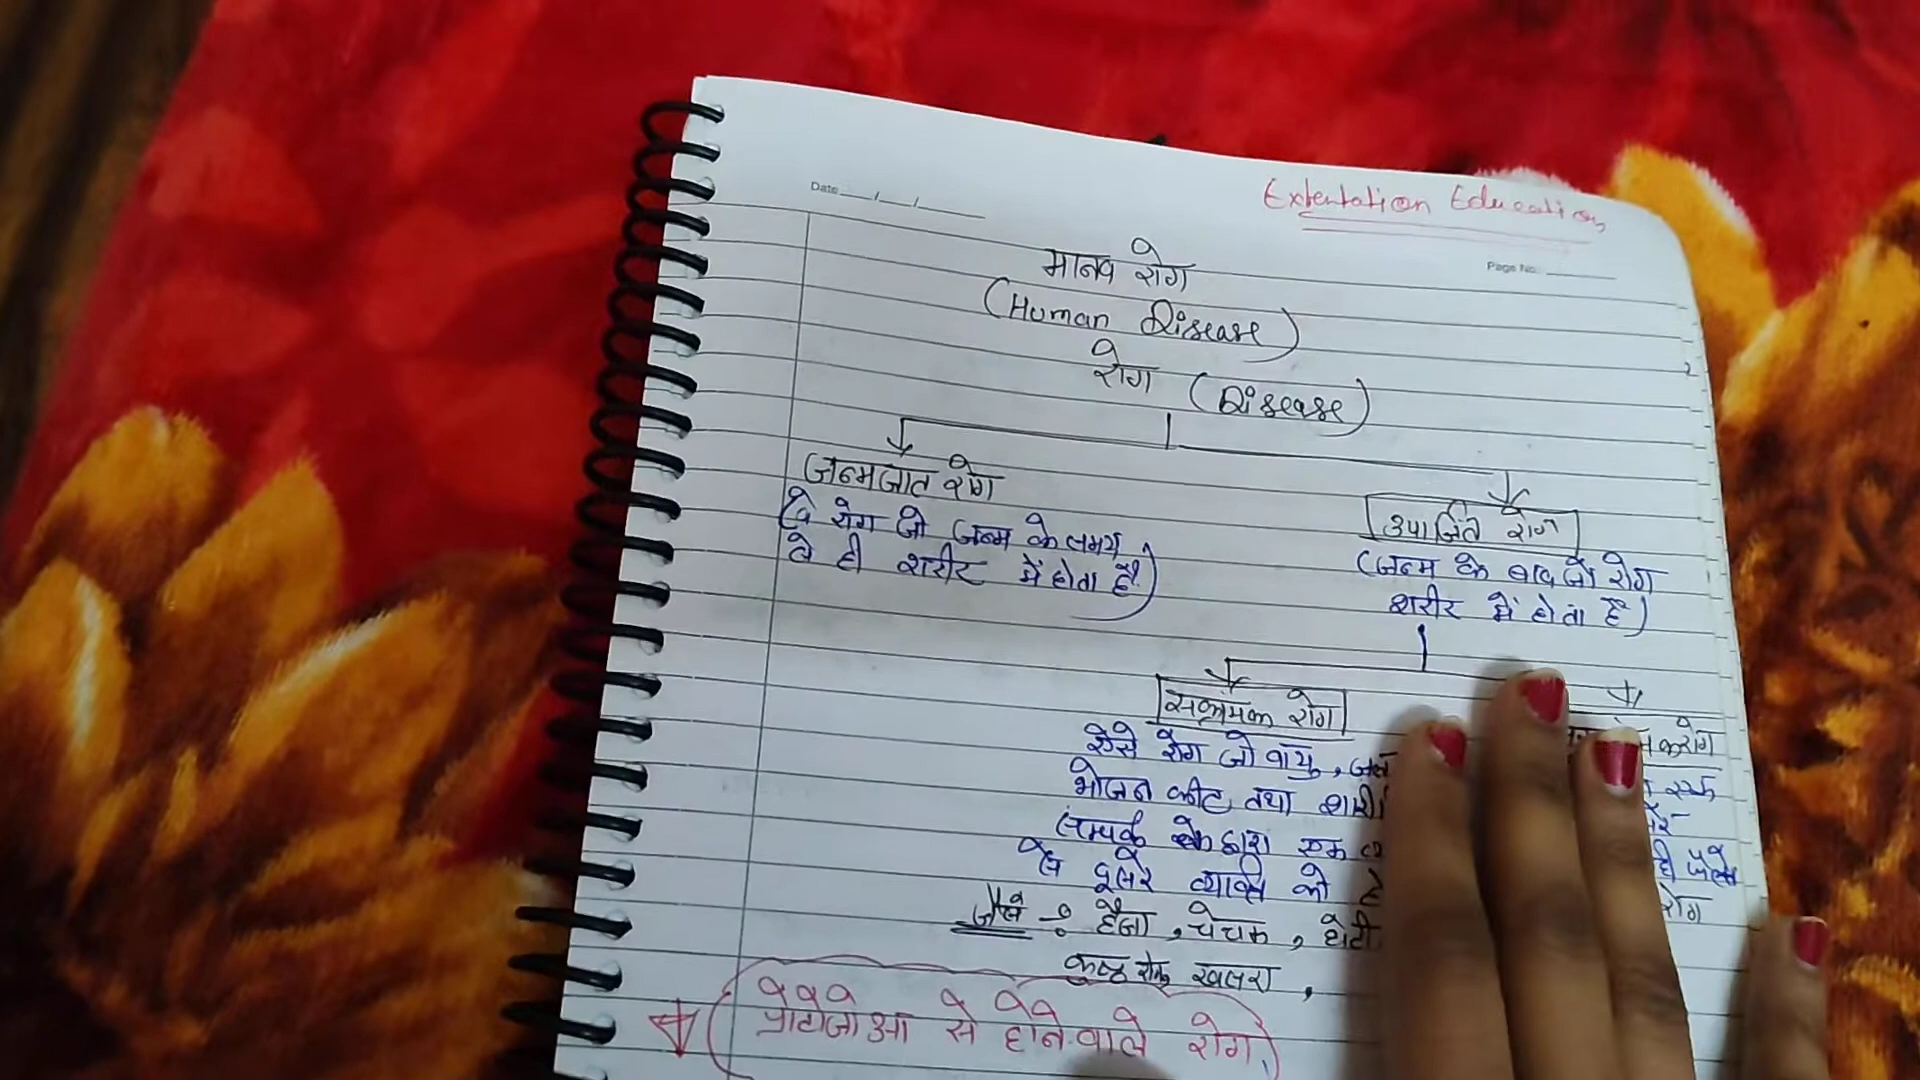 Extentation Education
Date
Page No.
मानव रोग
(Human Disease)
रोग (Disease)
जन्मजात रोग
(वे रोग जो जन्म के समय
से ही शरीर में होता है)
उपार्जित रोग
(जन्म के बाद जो रोग
शरीर में होता है)
संक्रामक रोग
ऐसे रोग जो वायु, जल
भोजन कीट, तथा
सम्पर्क के द्वारा एक
से दूसरे व्यक्ति को
जैसे :- हैजा, चेचक,
कुष्ठ रोग, खसरा,
रोग
प्रोटोजोआ से होने वाले रोग